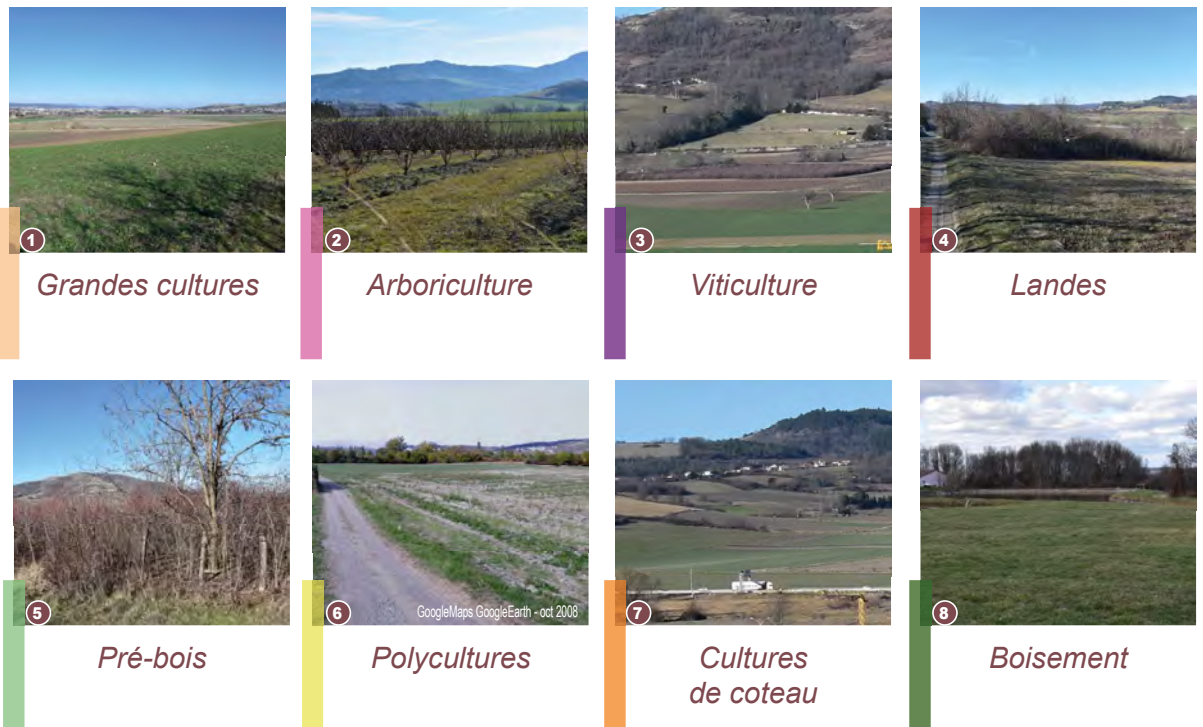 1
2
3
4
Grandes cultures
Arboriculture
Viticulture
Landes
5
6
GoogleMaps GoogleEarth - oct 2008
7
8
Pré-bois
Polycultures
Cultures
de coteau
Boisement